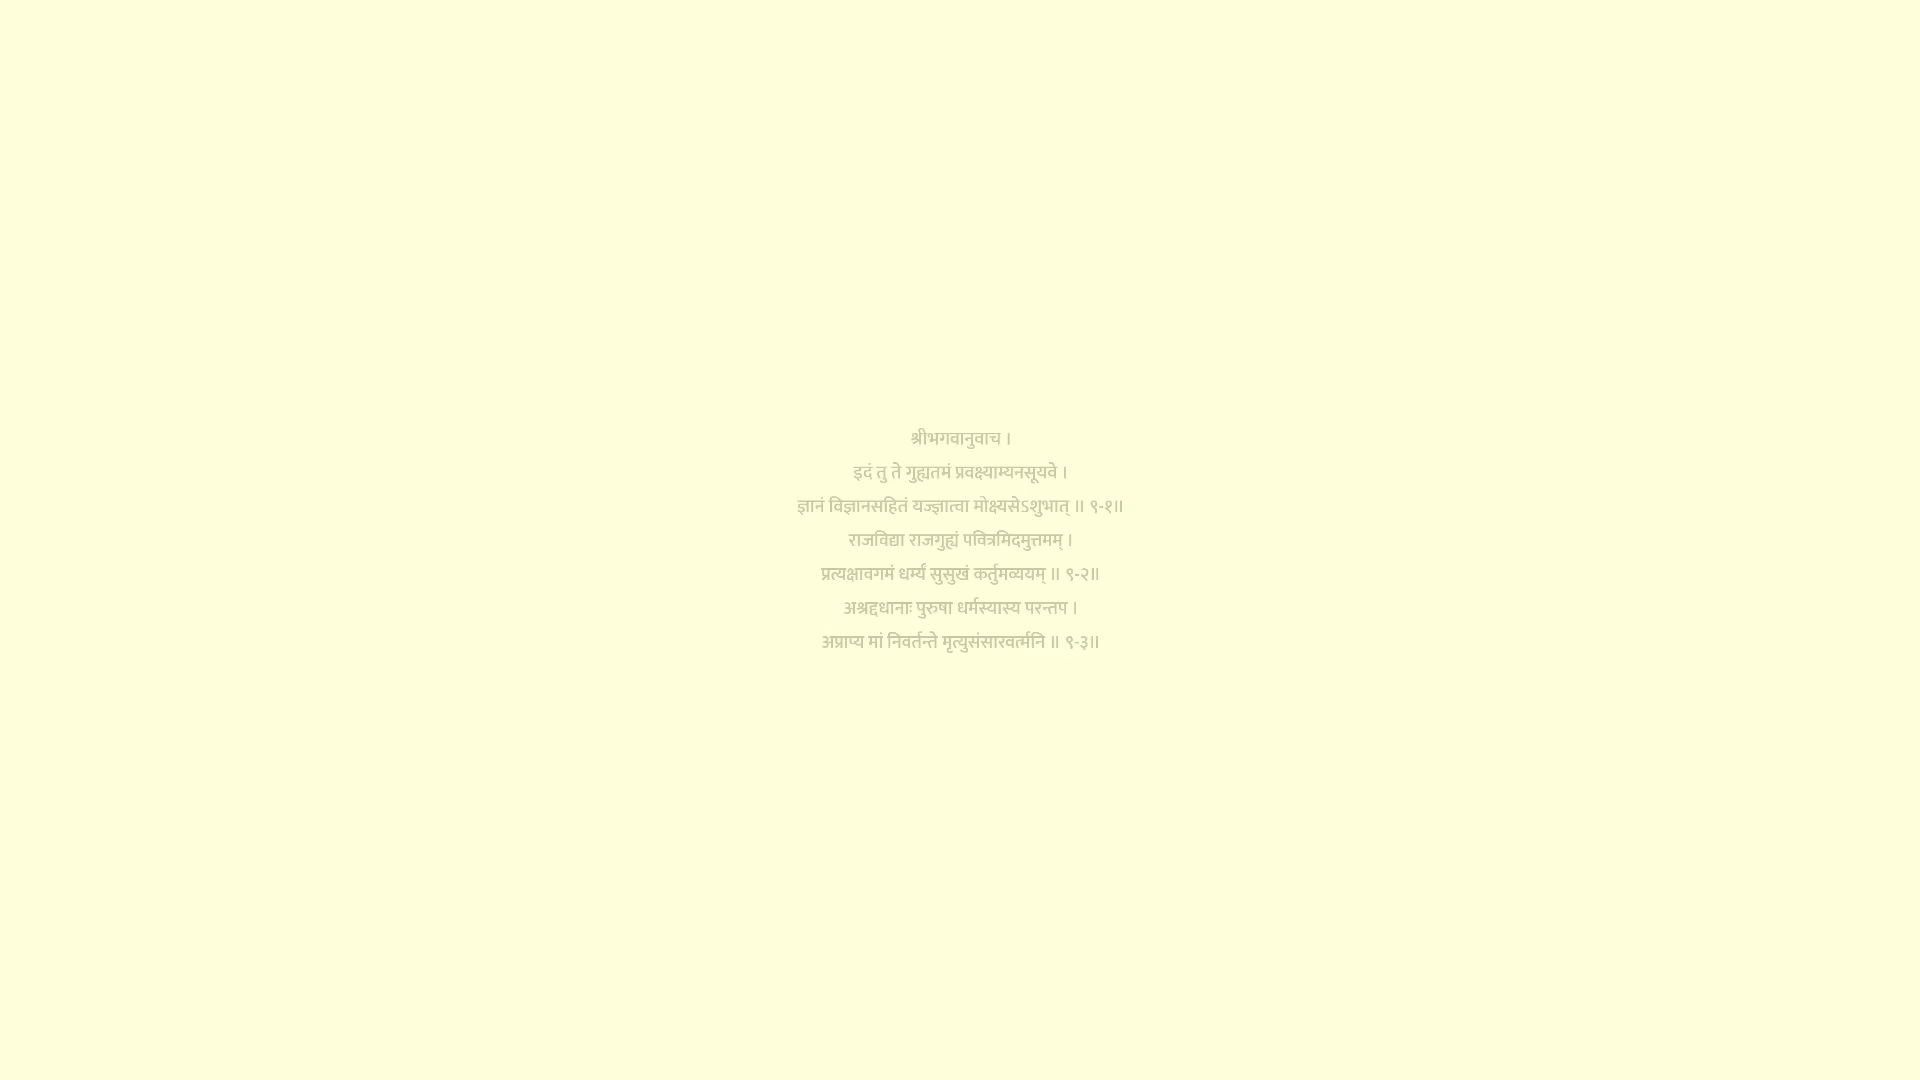 श्रीभगवानुवाच ।
इदं तु ते गुह्यतमं प्रवक्ष्याम्यनसूयवे ।
ज्ञानं विज्ञानसहितं यज्ज्ञात्वा मोक्ष्यसेऽशुभात् ॥ ९-१॥
राजविद्या राजगुह्यं पवित्रमिदमुत्तमम् ।
प्रत्यक्षावगमं धर्म्यं सुसुखं कर्तुमव्ययम् ॥ ९-२॥
अश्रद्दधानाः पुरुषा धर्मस्यास्य परन्तप ।
अप्राप्य मां निवर्तन्ते मृत्युसंसारवर्त्मनि ॥ ९-३॥